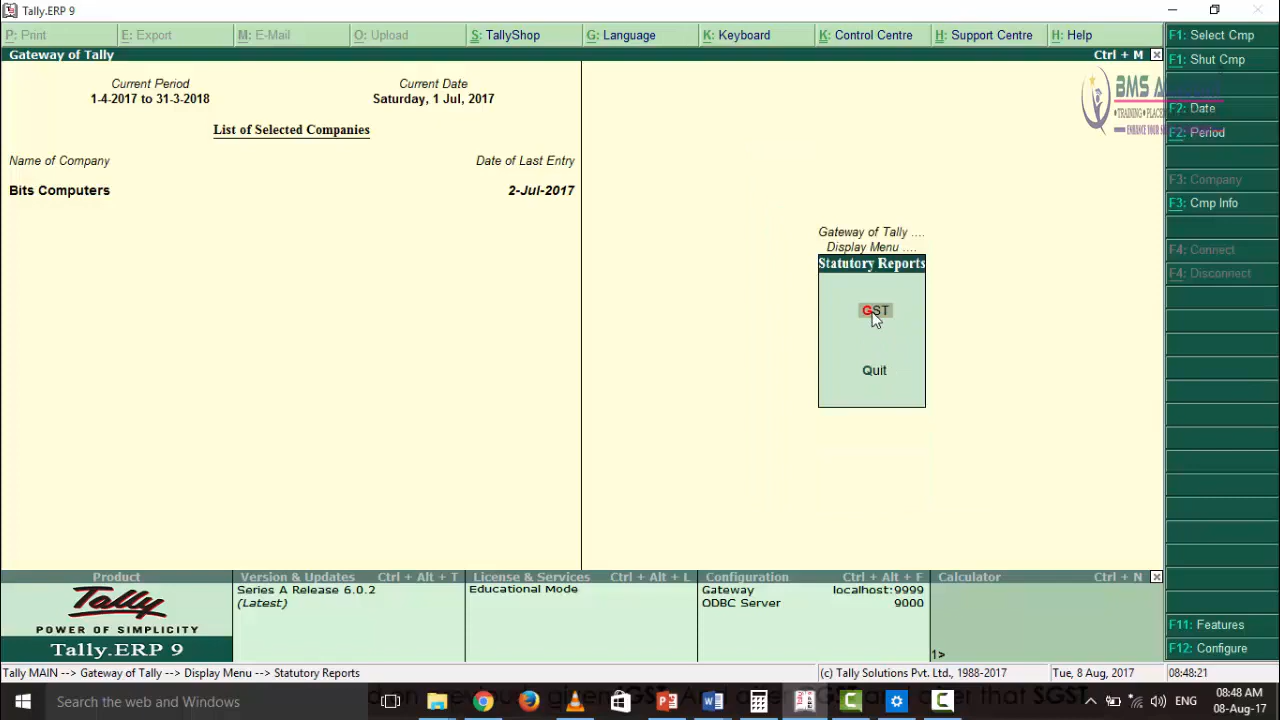 Tally.ERP 9
P: Print E: Export M: E-Mail O: Upload S: TallyShop G: Language K: Keyboard K: Control Centre H: Support Centre H: Help
Gateway of Tally Ctrl + M
Current Period Current Date
1-4-2017 to 31-3-2018 Saturday, 1 Jul, 2017
List of Selected Companies
Name of Company Date of Last Entry
Bits Computers 2-Jul-2017
Gateway of Tally ....
Display Menu ....
Statutory Reports
GST
Quit
F1: Select Cmp
F1: Shut Cmp
BMS
F2: Date
F2: Period
F3: Company
F3: Cmp Info
F4: Connect
F4: Disconnect
F11: Features
F12: Configure
Product
Tally
POWER OF SIMPLICITY
Tally.ERP 9
Version & Updates Ctrl + Alt + T
Series A Release 6.0.2
(Latest)
License & Services Ctrl + Alt + L
Educational Mode
Configuration Ctrl + Alt + F
Gateway localhost:9999
ODBC Server 9000
Calculator Ctrl + N
1>
Tally MAIN --> Gateway of Tally --> Display Menu --> Statutory Reports (c) Tally Solutions Pvt. Ltd., 1988-2017 Tue, 8 Aug, 2017 08:48:21
Search the web and Windows
that SGST
ENG
08:48 AM
08-Aug-17